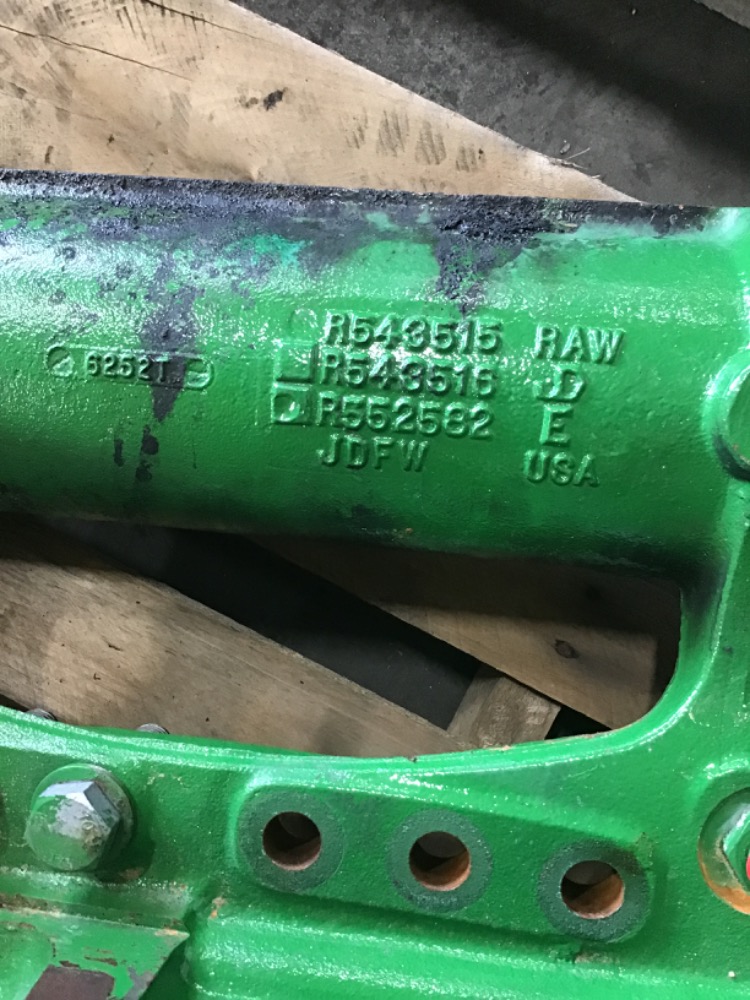 R543515 RAW
6252T R543516 JD
R552582 E
JDFW USA